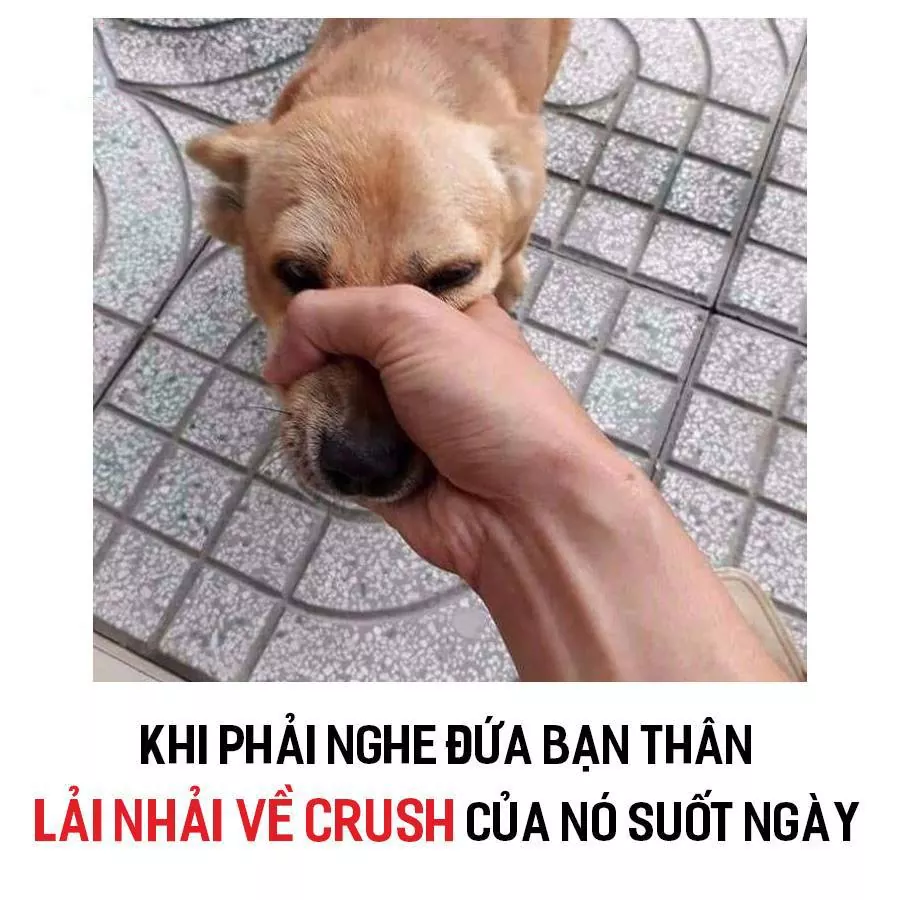 KHI PHẢI NGHE ĐỨA BẠN THÂN
LẢI NHẢI VỀ CRUSH CỦA NÓ SUỐT NGÀY